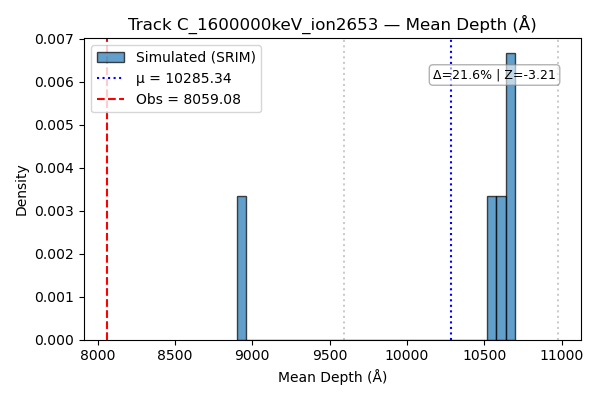 Track C_1600000keV_ion2653 — Mean Depth (Å)
Simulated (SRIM)
μ = 10285.34
Obs = 8059.08
Δ=21.6% | Z=-3.21
Density
0.007
0.006
0.005
0.004
0.003
0.002
0.001
0.000
8000 8500 9000 9500 10000 10500 11000
Mean Depth (Å)